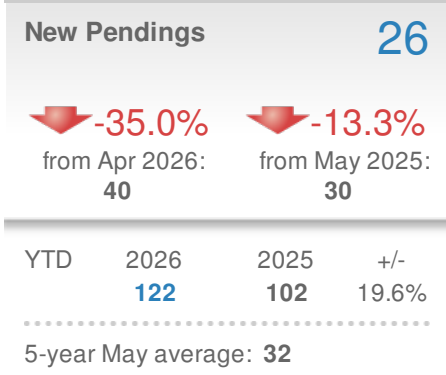 New Pendings 26
-35.0% -13.3%
from Apr 2026: from May 2025:
40 30
YTD 2026 2025 +/-
122 102 19.6%
5-year May average: 32